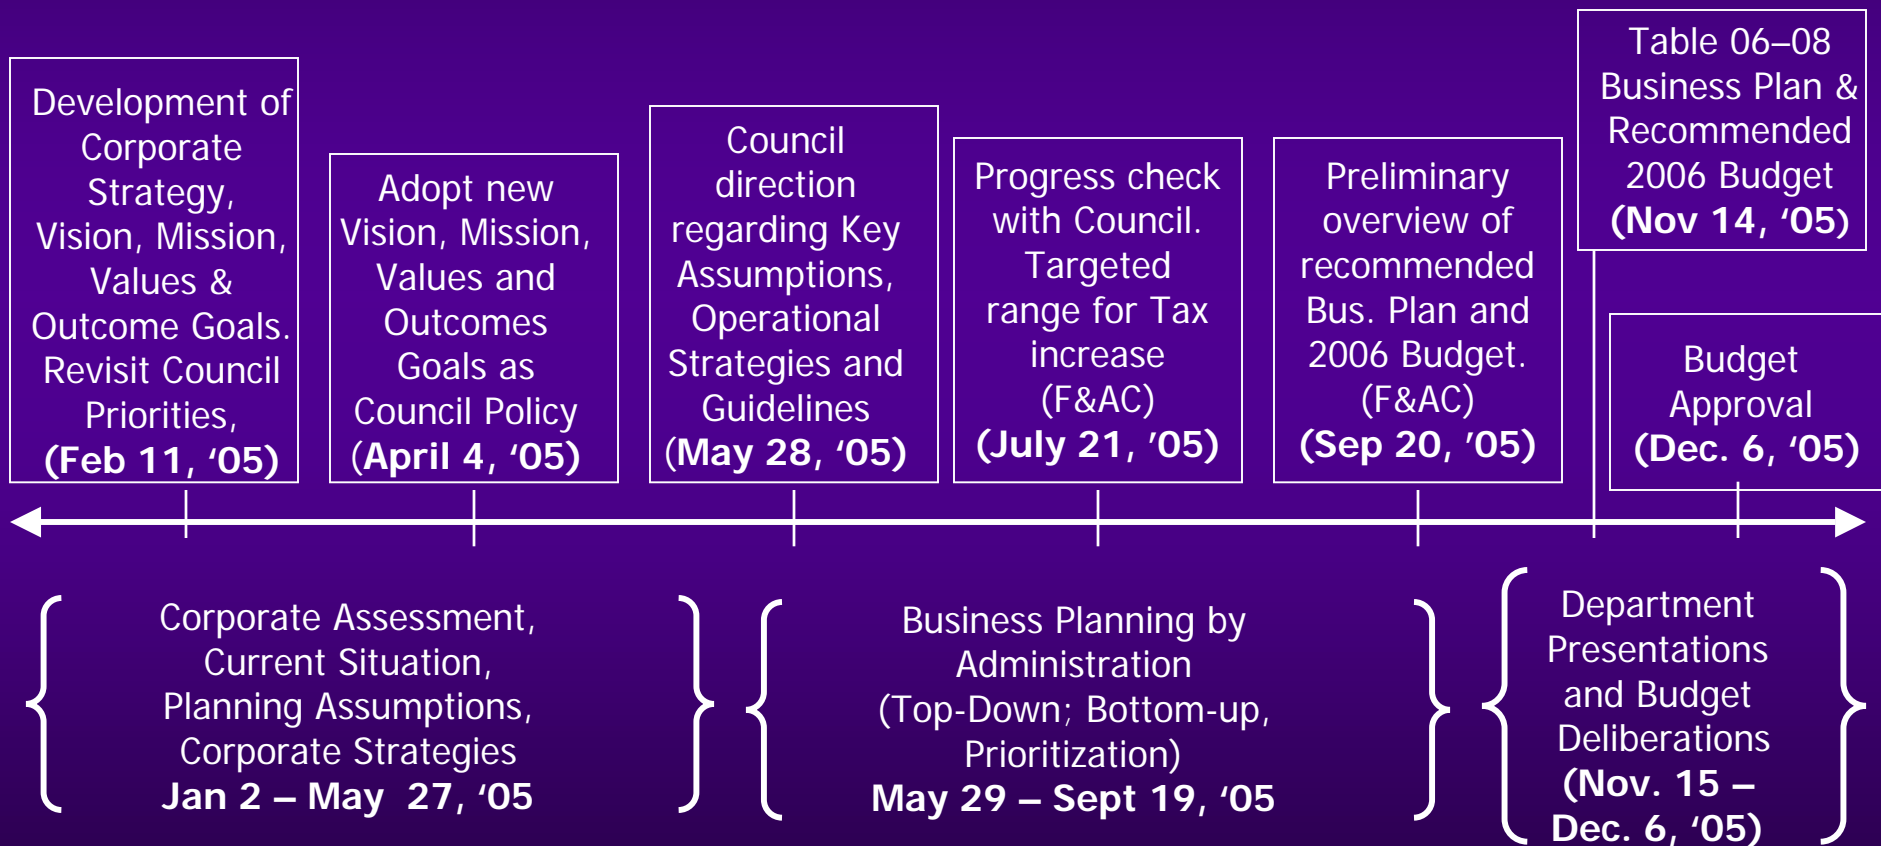 Development of
Corporate
Strategy,
Vision, Mission,
Values &
Outcome Goals.
Revisit Council
Priorities,
(Feb 11, ‘05)
Adopt new
Vision, Mission,
Values and
Outcomes
Goals as
Council Policy
(April 4, ‘05)
Council
direction
regarding Key
Assumptions,
Operational
Strategies and
Guidelines
(May 28, ‘05)
Progress check
with Council.
Targeted
range for Tax
increase
(F&AC)
(July 21, ’05)
Preliminary
overview of
recommended
Bus. Plan and
2006 Budget.
(F&AC)
(Sep 20, ’05)
Table 06–08
Business Plan &
Recommended
2006 Budget
(Nov 14, ‘05)
Budget
Approval
(Dec. 6, ‘05)
Corporate Assessment,
Current Situation,
Planning Assumptions,
Corporate Strategies
Jan 2 – May 27, ‘05
Business Planning by
Administration
(Top-Down; Bottom-up,
Prioritization)
May 29 – Sept 19, ‘05
Department
Presentations
and Budget
Deliberations
(Nov. 15 –
Dec. 6, ‘05)